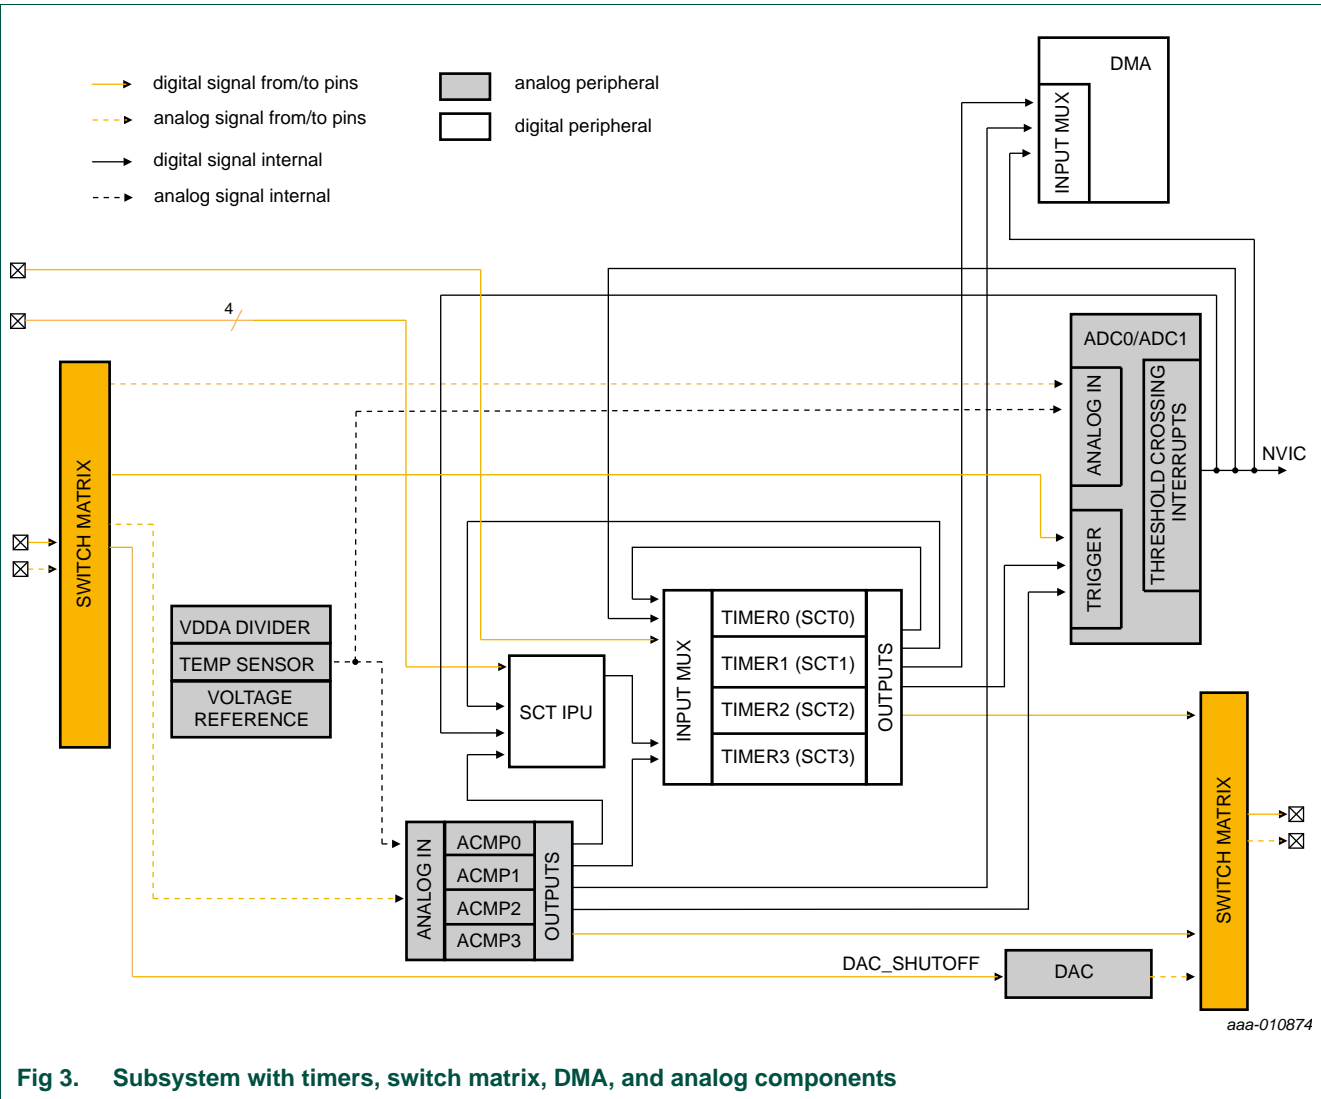 digital signal from/to pins
analog signal from/to pins
digital signal internal
analog signal internal
analog peripheral
digital peripheral
DMA
INPUT MUX
4
ADC0/ADC1
ANALOG IN
THRESHOLD CROSSING
INTERRUPTS
TRIGGER
NVIC
SWITCH MATRIX
VDDA DIVIDER
TEMP SENSOR
VOLTAGE
REFERENCE
SCT IPU
INPUT MUX
TIMER0 (SCT0)
TIMER1 (SCT1)
TIMER2 (SCT2)
TIMER3 (SCT3)
OUTPUTS
ANALOG IN
ACMP0
ACMP1
ACMP2
ACMP3
OUTPUTS
SWITCH MATRIX
DAC_SHUTOFF
DAC
aaa-010874
Fig 3. Subsystem with timers, switch matrix, DMA, and analog components